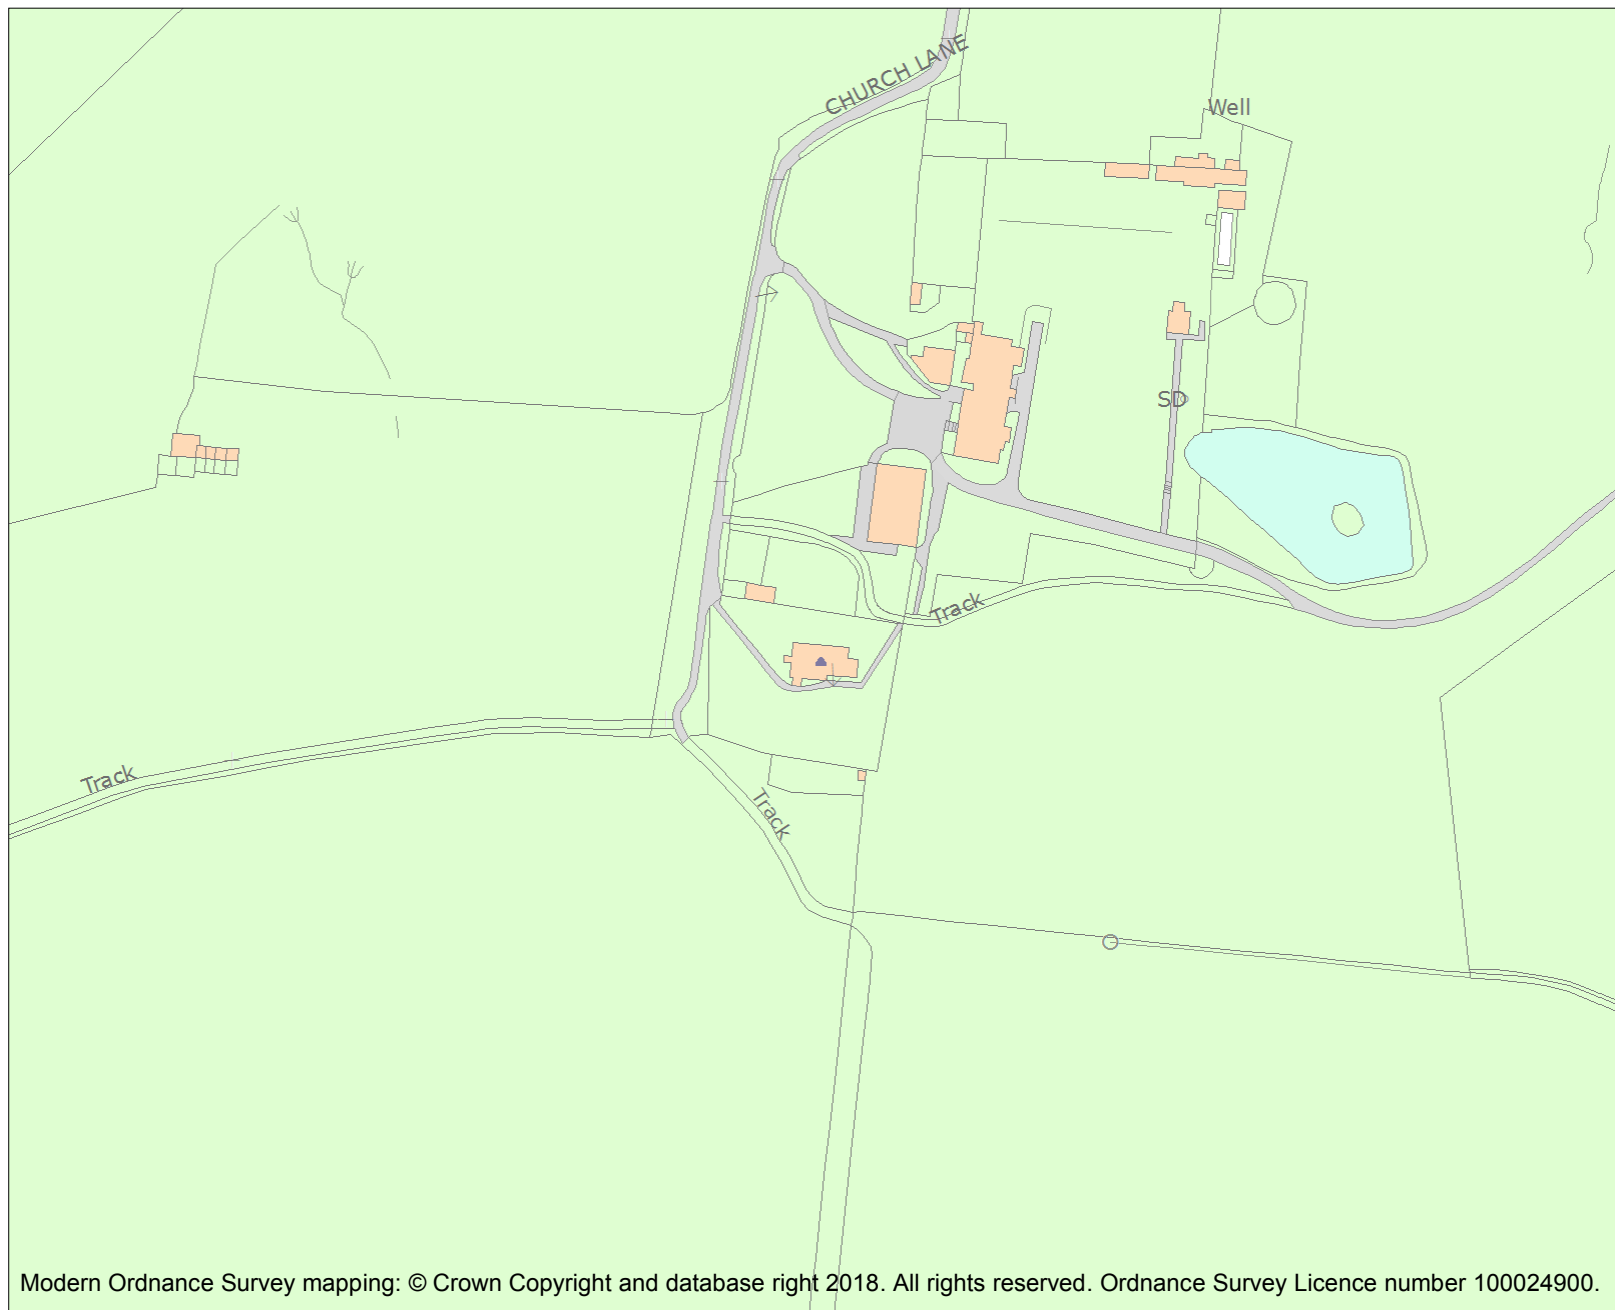 CHURCH LANE
Well
SD
Track
Track
Track
Modern Ordnance Survey mapping: © Crown Copyright and database right 2018. All rights reserved. Ordnance Survey Licence number 100024900.